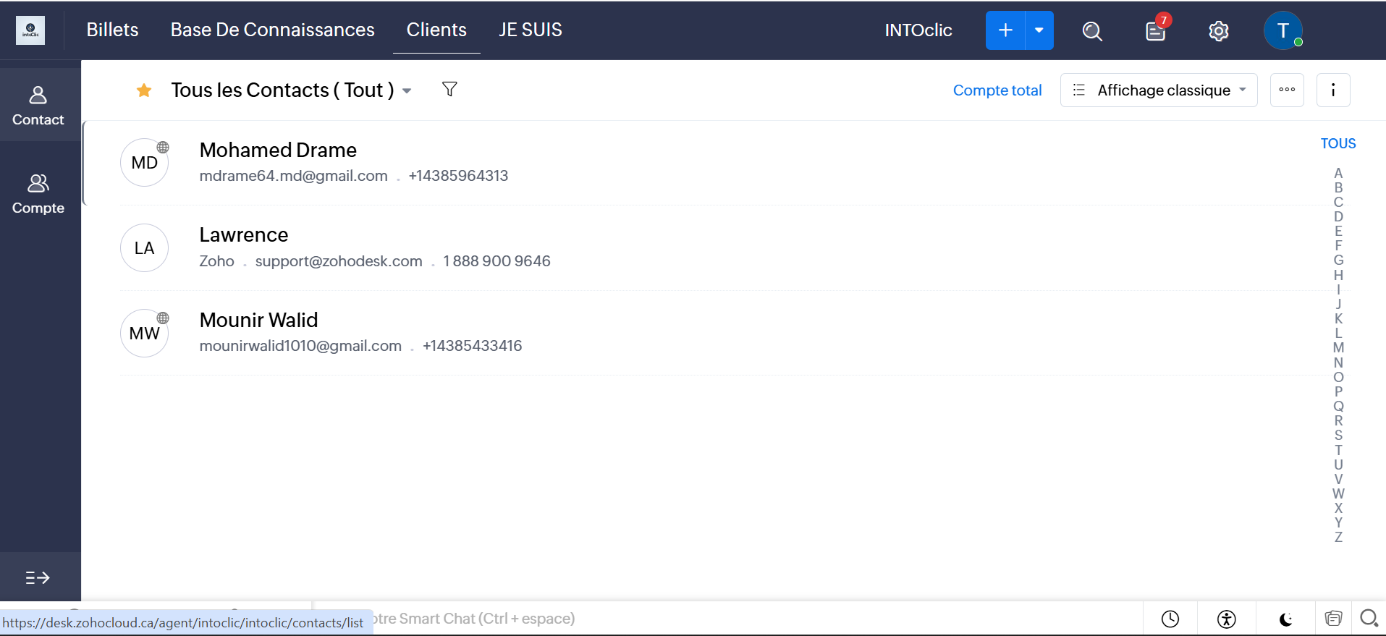 Billets Base De Connaissances Clients JE SUIS INTOclic 7 T
Contact
Compte
Tous les Contacts ( Tout ) Compte total Affichage classique
MD Mohamed Drame
mdrame64.md@gmail.com . +14385964313
LA Lawrence
Zoho . support@zohodesk.com . 1 888 900 9646
MW Mounir Walid
mounirwalid1010@gmail.com . +14385433416
TOUS
A
B
C
D
E
F
G
H
I
J
K
L
M
N
O
P
Q
R
S
T
U
V
W
X
Y
Z
https://desk.zohocloud.ca/agent/intoclic/intoclic/contacts/list
otre Smart Chat (Ctrl + espace)